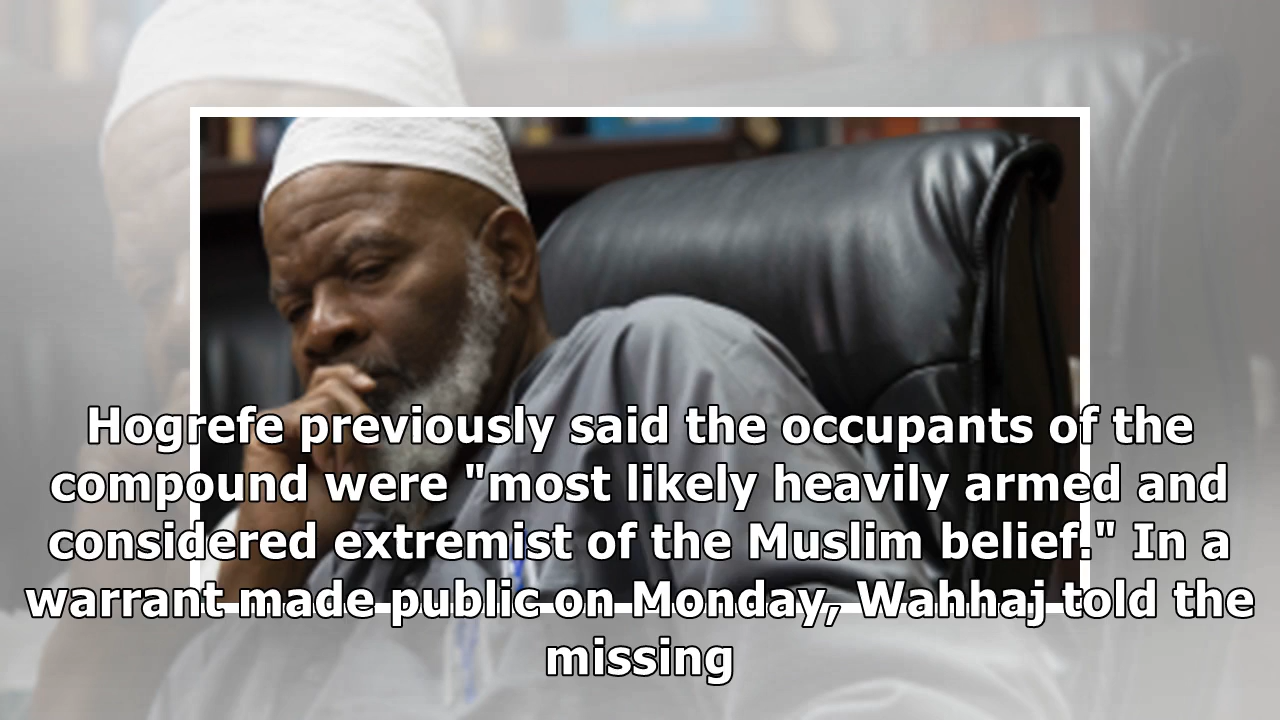 Hogrefe previously said the occupants of the
compound were "most likely heavily armed and
considered extremist of the Muslim belief." In a
warrant made public on Monday, Wahhaj told the
missing